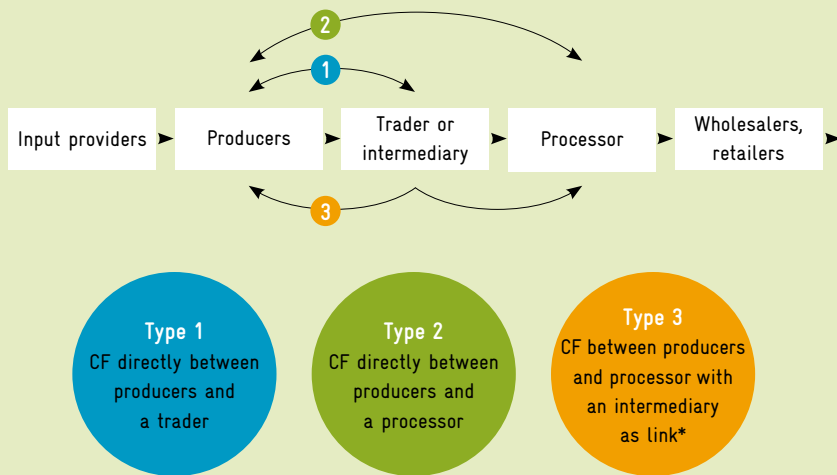 2
1
Input providers
Producers
Trader or
intermediary
Processor
Wholesalers,
retailers
3
Type 1
CF directly between
producers and
a trader
Type 2
CF directly between
producers and
a processor
Type 3
CF between producers
and processor with
an intermediary
as link*